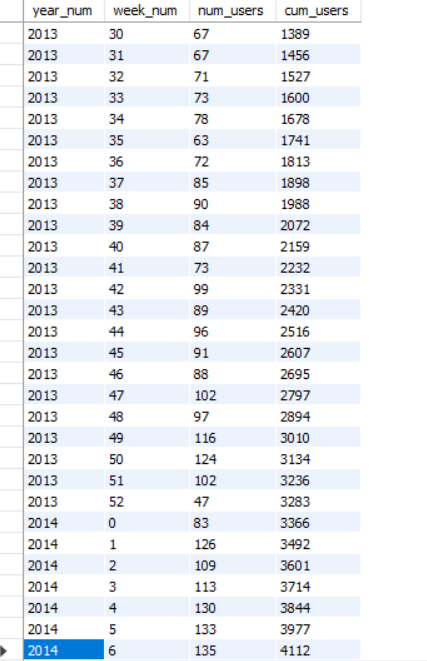 year_num week_num num_users cum_users
2013 30 67 1389
2013 31 67 1456
2013 32 71 1527
2013 33 73 1600
2013 34 78 1678
2013 35 63 1741
2013 36 72 1813
2013 37 85 1898
2013 38 90 1988
2013 39 84 2072
2013 40 87 2159
2013 41 73 2232
2013 42 99 2331
2013 43 89 2420
2013 44 96 2516
2013 45 91 2607
2013 46 88 2695
2013 47 102 2797
2013 48 97 2894
2013 49 116 3010
2013 50 124 3134
2013 51 102 3236
2013 52 47 3283
2014 0 83 3366
2014 1 126 3492
2014 2 109 3601
2014 3 113 3714
2014 4 130 3844
2014 5 133 3977
2014 6 135 4112